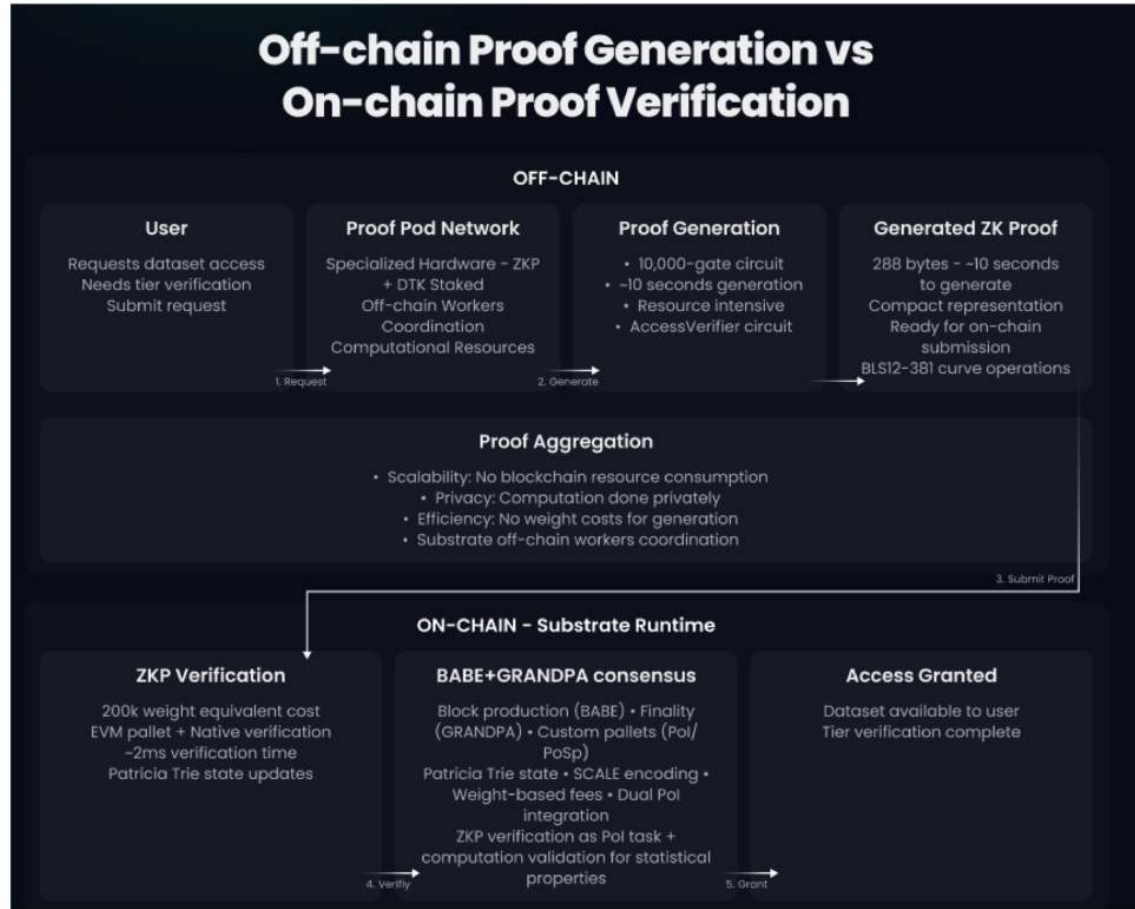 Off-chain Proof Generation vs
On-chain Proof Verification
OFF-CHAIN
User
Requests dataset access
Needs tier verification
Submit request
1. Request
Proof Pod Network
Specialized Hardware - ZKP
+ DTK Staked
Off-chain Workers
Coordination
Computational Resources
2. Generate
Proof Generation
• 10,000-gate circuit
• ~10 seconds generation
• Resource intensive
• AccessVerifier circuit
Generated ZK Proof
288 bytes - ~10 seconds
to generate
Compact representation
Ready for on-chain
submission
BLS12-381 curve operations
Proof Aggregation
• Scalability: No blockchain resource consumption
• Privacy: Computation done privately
• Efficiency: No weight costs for generation
• Substrate off-chain workers coordination
3. Submit Proof
ON-CHAIN - Substrate Runtime
ZKP Verification
200k weight equivalent cost
EVM pallet + Native verification
~2ms verification time
Patricia Trie state updates
4. Verifiy
BABE+GRANDPA consensus
Block production (BABE) • Finality
(GRANDPA) • Custom pallets (PoI/
PoSp)
Patricia Trie state • SCALE encoding •
Weight-based fees • Dual PoI
integration
ZKP verification as PoI task +
computation validation for statistical
properties
5. Grant
Access Granted
Dataset available to user
Tier verification complete